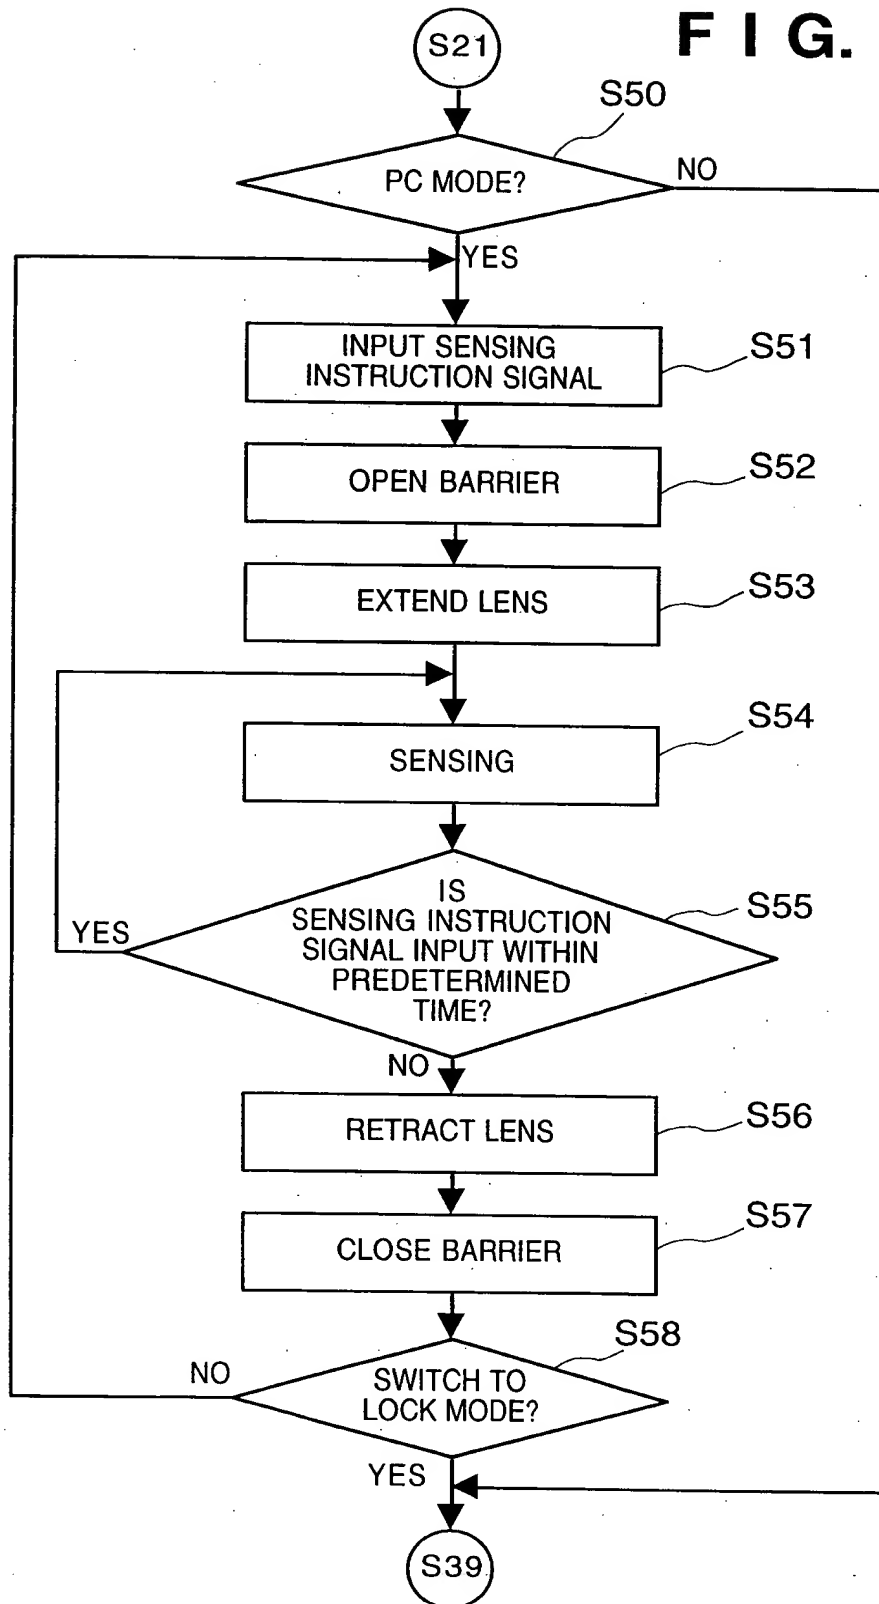 S21
FIG.
S50
PC MODE?
NO
YES
INPUT SENSING
INSTRUCTION SIGNAL
S51
OPEN BARRIER
S52
EXTEND LENS
S53
SENSING
S54
IS
SENSING INSTRUCTION
SIGNAL INPUT WITHIN
PREDETERMINED
TIME?
S55
YES
NO
RETRACT LENS
S56
CLOSE BARRIER
S57
S58
NO
SWITCH TO
LOCK MODE?
YES
S39